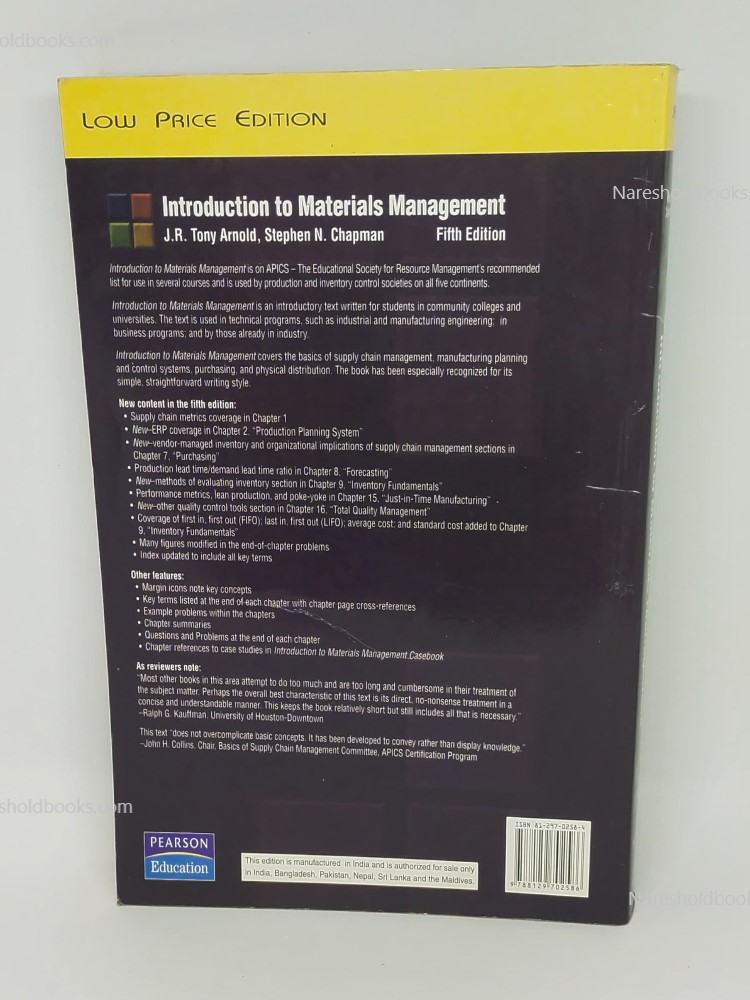 oldbooks.com
LOW PRICE EDITION
Nareshooldbooks.
Introduction to Materials Management
J.R. Tony Arnold, Stephen N. Chapman Fifth Edition
Introduction to Materials Management is on APICS – The Educational Society for Resource Management's recommended
list for use in several courses and is used by production and inventory control societies on all five continents.
Introduction to Materials Management is an introductory text written for students in community colleges and
universities. The text is used in technical programs, such as industrial and manufacturing engineering; in
business programs; and by those already in industry.
Introduction to Materials Management covers the basics of supply chain management, manufacturing planning
and control systems, purchasing, and physical distribution. The book has been especially recognized for its
simple, straightforward writing style.
New content in the fifth edition:
• Supply chain metrics coverage in Chapter 1
• New–ERP coverage in Chapter 2, "Production Planning System"
• New–vendor-managed inventory and organizational implications of supply chain management sections in
Chapter 7, "Purchasing"
• Production lead time/demand lead time ratio in Chapter 8, "Forecasting"
• New–methods of evaluating inventory section in Chapter 9, "Inventory Fundamentals"
• Performance metrics, lean production, and poke-yoke in Chapter 15, "Just-in-Time Manufacturing"
• New–other quality control tools section in Chapter 16, "Total Quality Management"
• Coverage of first in, first out (FIFO); last in, first out (LIFO); average cost; and standard cost added to Chapter
9, "Inventory Fundamentals"
• Many figures modified in the end-of-chapter problems
• Index updated to include all key terms
Other features:
• Margin icons note key concepts
• Key terms listed at the end of each chapter with chapter page cross-references
• Example problems within the chapters
• Chapter summaries
• Questions and Problems at the end of each chapter
• Chapter references to case studies in Introduction to Materials Management Casebook
As reviewers note:
"Most other books in this area attempt to do too much and are too long and cumbersome in their treatment of
the subject matter. Perhaps the overall best characteristic of this text is its direct, no-nonsense treatment in a
concise and understandable manner. This keeps the book relatively short but still includes all that is necessary."
–Ralph G. Kauffman, University of Houston-Downtown
This text "does not overcomplicate basic concepts. It has been developed to convey rather than display knowledge."
–John H. Collins, Chair, Basics of Supply Chain Management Committee, APICS Certification Program
sholdbooks.com
PEARSON
Education
This edition is manufactured in India and is authorized for sale only
in India, Bangladesh, Pakistan, Nepal, Sri Lanka and the Maldives.
ISBN 81-297-0258-4
9 788129 702586
Nareshooldboo